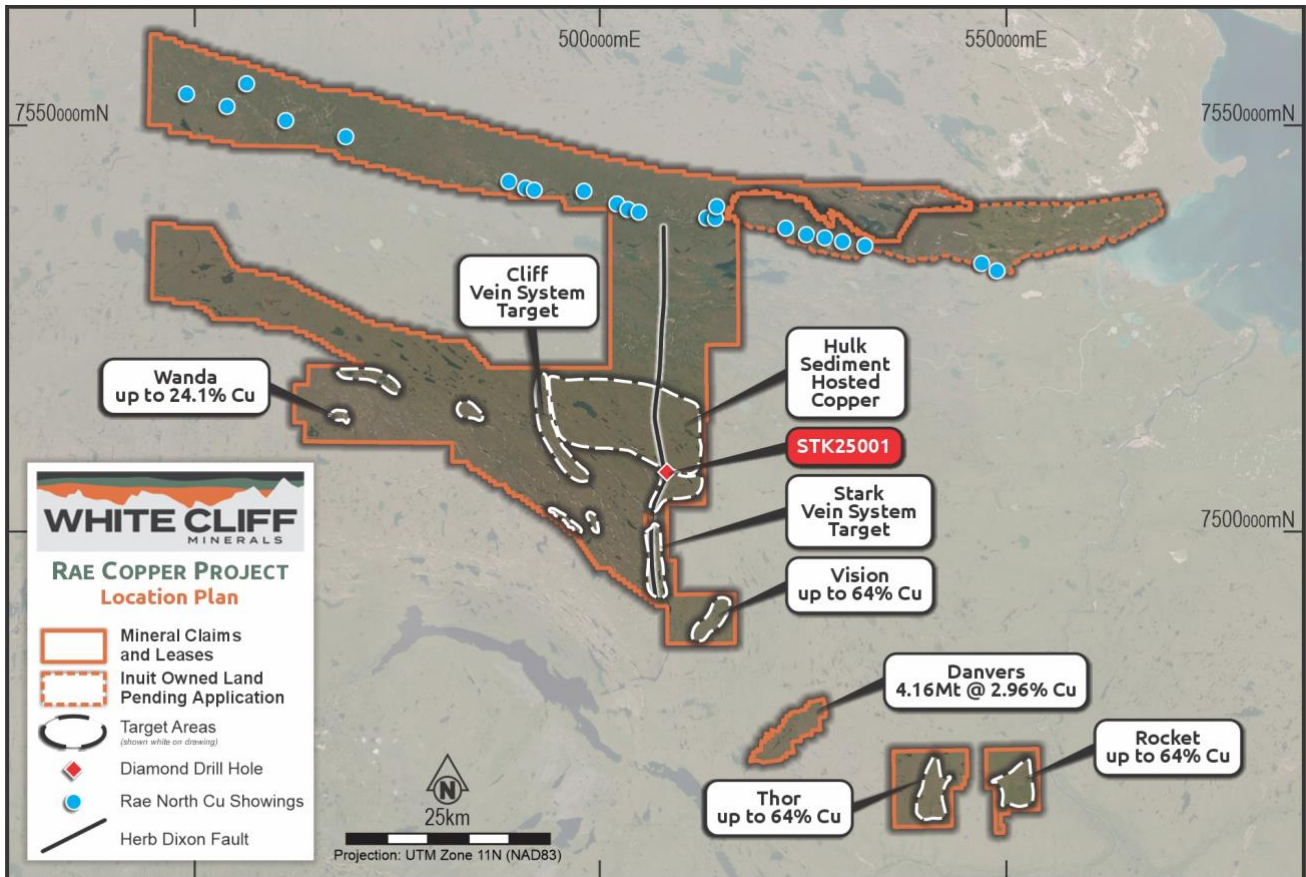 500000mE
550000mE
7550000mN
7550000mN
Cliff
Vein System
Target
Wanda
up to 24.1% Cu
Hulk
Sediment
Hosted
Copper
STK25001
Stark
Vein System
Target
7500000mN
Vision
up to 64% Cu
Danvers
4.16Mt @ 2.96% Cu
Rocket
up to 64% Cu
Thor
up to 64% Cu
WHITE CLIFF
MINERALS
RAE COPPER PROJECT
Location Plan
Mineral Claims
and Leases
Inuit Owned Land
Pending Application
Target Areas
(shown white on drawing)
Diamond Drill Hole
Rae North Cu Showings
Herb Dixon Fault
N
25km
Projection: UTM Zone 11N (NAD83)